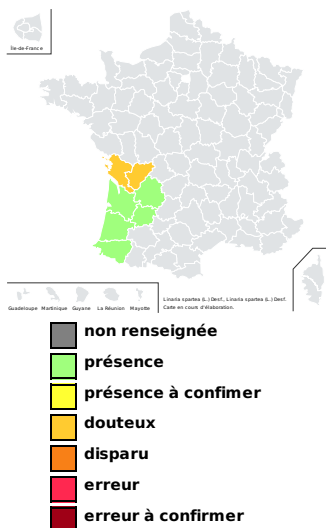 Île-de-France
Guadeloupe Martinique Guyane La Réunion Mayotte
Linaria spartea (L.) Desf., Linaria spartea (L.) Desf.
Carte en cours d'élaboration.
non renseignée
présence
présence à confimer
douteux
disparu
erreur
erreur à confirmer